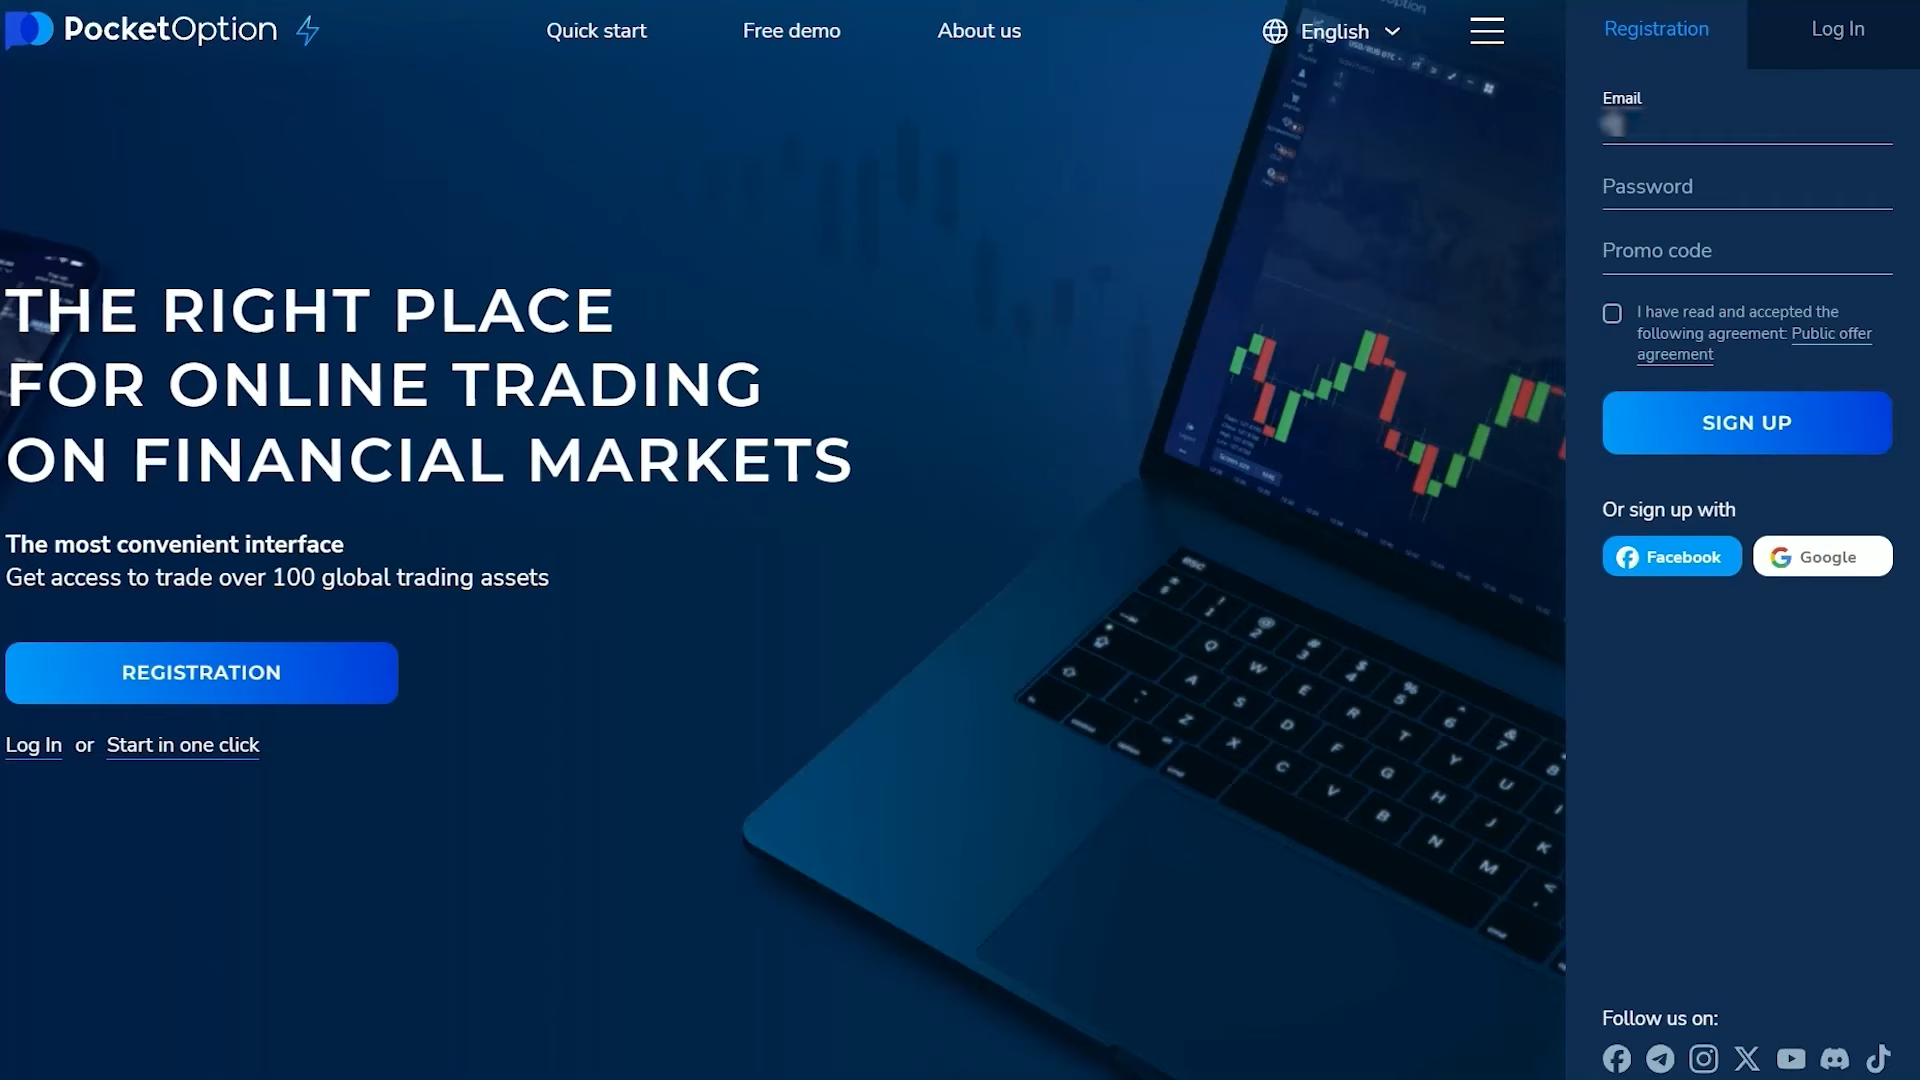 PocketOption
Quick start
Free demo
About us
English
Registration
Log In
Email
Password
Promo code
I have read and accepted the
following agreement: Public offer
agreement
SIGN UP
Or sign up with
Facebook
Google
THE RIGHT PLACE
FOR ONLINE TRADING
ON FINANCIAL MARKETS
The most convenient interface
Get access to trade over 100 global trading assets
REGISTRATION
Log In or Start in one click
Follow us on: